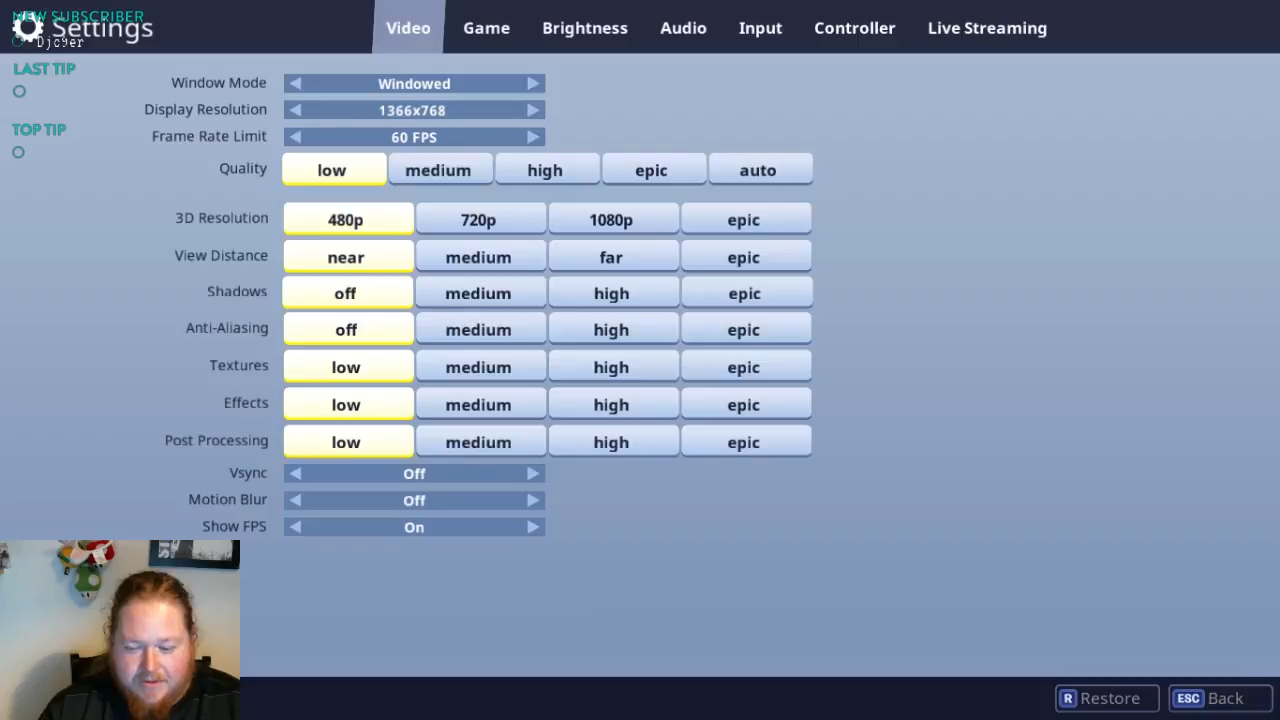 NEW SUBSCRIBER
Settings
Djc9er
Video
Game
Brightness
Audio
Input
Controller
Live Streaming
LAST TIP
TOP TIP
Window Mode Windowed
Display Resolution 1366x768
Frame Rate Limit 60 FPS
Quality low medium high epic auto
3D Resolution 480p 720p 1080p epic
View Distance near medium far epic
Shadows off medium high epic
Anti-Aliasing off medium high epic
Textures low medium high epic
Effects low medium high epic
Post Processing low medium high epic
Vsync Off
Motion Blur Off
Show FPS On
R Restore
ESC Back